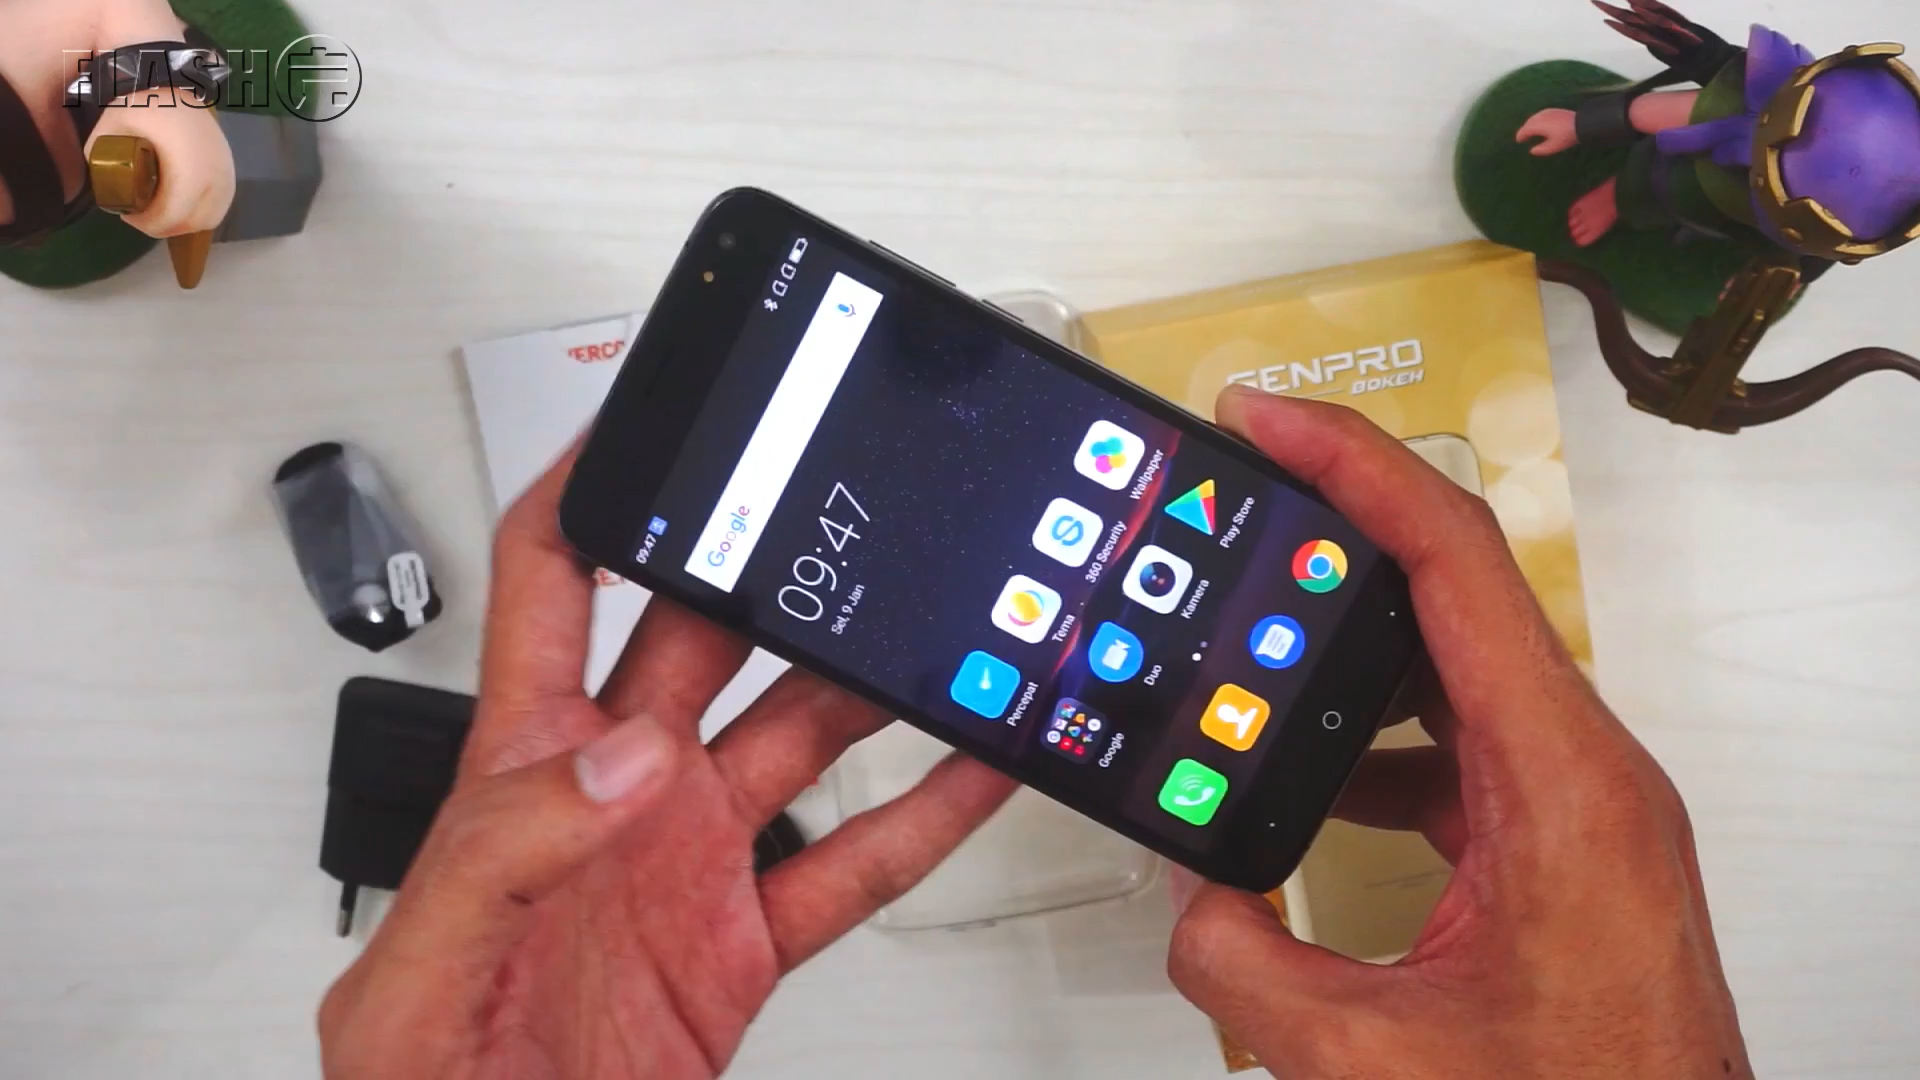 FLASH
GENPRO
BOKEH
09.47
Google
09:47
Sel, 9 Jan
Wallpaper
360 Security
Tema
Percepat
Play Store
Kamera
Duo
Google